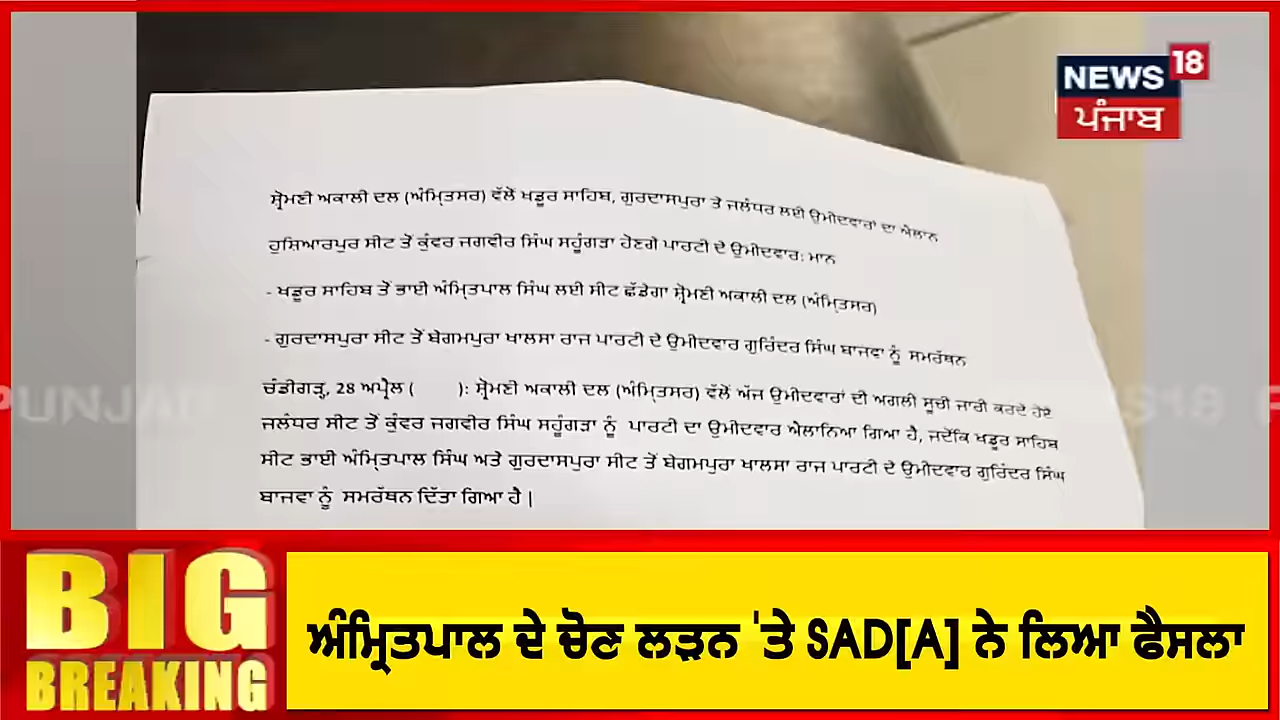 NEWS 18
ਪੰਜਾਬ
ਸ਼੍ਰੋਮਣੀ ਅਕਾਲੀ ਦਲ (ਅੰਮ੍ਰਿਤਸਰ) ਵੱਲੋਂ ਖਡੂਰ ਸਾਹਿਬ, ਗੁਰਦਾਸਪੁਰਾ ਤੇ ਜਲੰਧਰ ਲਈ ਉਮੀਦਵਾਰਾਂ ਦਾ ਐਲਾਨ
ਹੁਸ਼ਿਆਰਪੁਰ ਸੀਟ ਤੋਂ ਕੁੰਵਰ ਜਗਵੀਰ ਸਿੰਘ ਸਹੂੰਗੜਾ ਹੋਣਗੇ ਪਾਰਟੀ ਦੇ ਉਮੀਦਵਾਰ: ਮਾਨ
- ਖਡੂਰ ਸਾਹਿਬ ਤੋਂ ਭਾਈ ਅੰਮ੍ਰਿਤਪਾਲ ਸਿੰਘ ਲਈ ਸੀਟ ਛੱਡੇਗਾ ਸ਼੍ਰੋਮਣੀ ਅਕਾਲੀ ਦਲ (ਅੰਮ੍ਰਿਤਸਰ)
- ਗੁਰਦਾਸਪੁਰਾ ਸੀਟ ਤੋਂ ਬੇਗਮਪੁਰਾ ਖਾਲਸਾ ਰਾਜ ਪਾਰਟੀ ਦੇ ਉਮੀਦਵਾਰ ਗੁਰਿੰਦਰ ਸਿੰਘ ਬਾਜਵਾ ਨੂੰ ਸਮਰੱਥਨ
ਚੰਡੀਗੜ੍ਹ, 28 ਅਪ੍ਰੈਲ ( ): ਸ਼੍ਰੋਮਣੀ ਅਕਾਲੀ ਦਲ (ਅੰਮ੍ਰਿਤਸਰ) ਵੱਲੋਂ ਅੱਜ ਉਮੀਦਵਾਰਾਂ ਦੀ ਅਗਲੀ ਸੂਚੀ ਜਾਰੀ ਕਰਦੇ ਹੋਏ
ਜਲੰਧਰ ਸੀਟ ਤੋਂ ਕੁੰਵਰ ਜਗਵੀਰ ਸਿੰਘ ਸਹੂੰਗੜਾ ਨੂੰ ਪਾਰਟੀ ਦਾ ਉਮੀਦਵਾਰ ਐਲਾਨਿਆ ਗਿਆ ਹੈ, ਜਦੋਂਕਿ ਖਡੂਰ ਸਾਹਿਬ
ਸੀਟ ਭਾਈ ਅੰਮ੍ਰਿਤਪਾਲ ਸਿੰਘ ਅਤੇ ਗੁਰਦਾਸਪੁਰਾ ਸੀਟ ਤੋਂ ਬੇਗਮਪੁਰਾ ਖਾਲਸਾ ਰਾਜ ਪਾਰਟੀ ਦੇ ਉਮੀਦਵਾਰ ਗੁਰਿੰਦਰ ਸਿੰਘ
ਬਾਜਵਾ ਨੂੰ ਸਮਰੱਥਨ ਦਿੱਤਾ ਗਿਆ ਹੈ |
BIG
BREAKING
ਅੰਮ੍ਰਿਤਪਾਲ ਦੇ ਚੋਣ ਲੜਨ 'ਤੇ SAD[A] ਨੇ ਲਿਆ ਫੈਸਲਾ